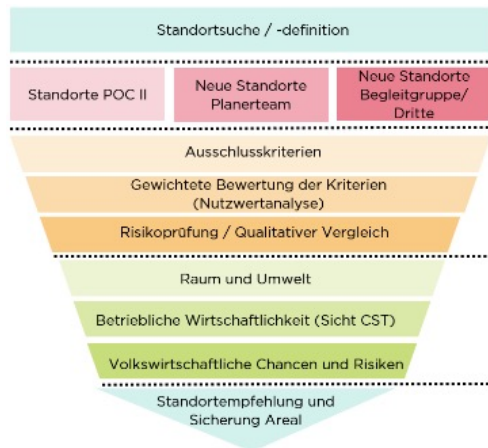 Standortsuche / -definition
Standorte POC II
Neue Standorte
Planerteam
Neue Standorte
Begleitgruppe/
Dritte
Ausschlusskriterien
Gewichtete Bewertung der Kriterien
(Nutzwertanalyse)
Risikoprüfung / Qualitativer Vergleich
Raum und Umwelt
Betriebliche Wirtschaftlichkeit (Sicht CST)
Volkswirtschaftliche Chancen und Risiken
Standortempfehlung und
Sicherung Areal